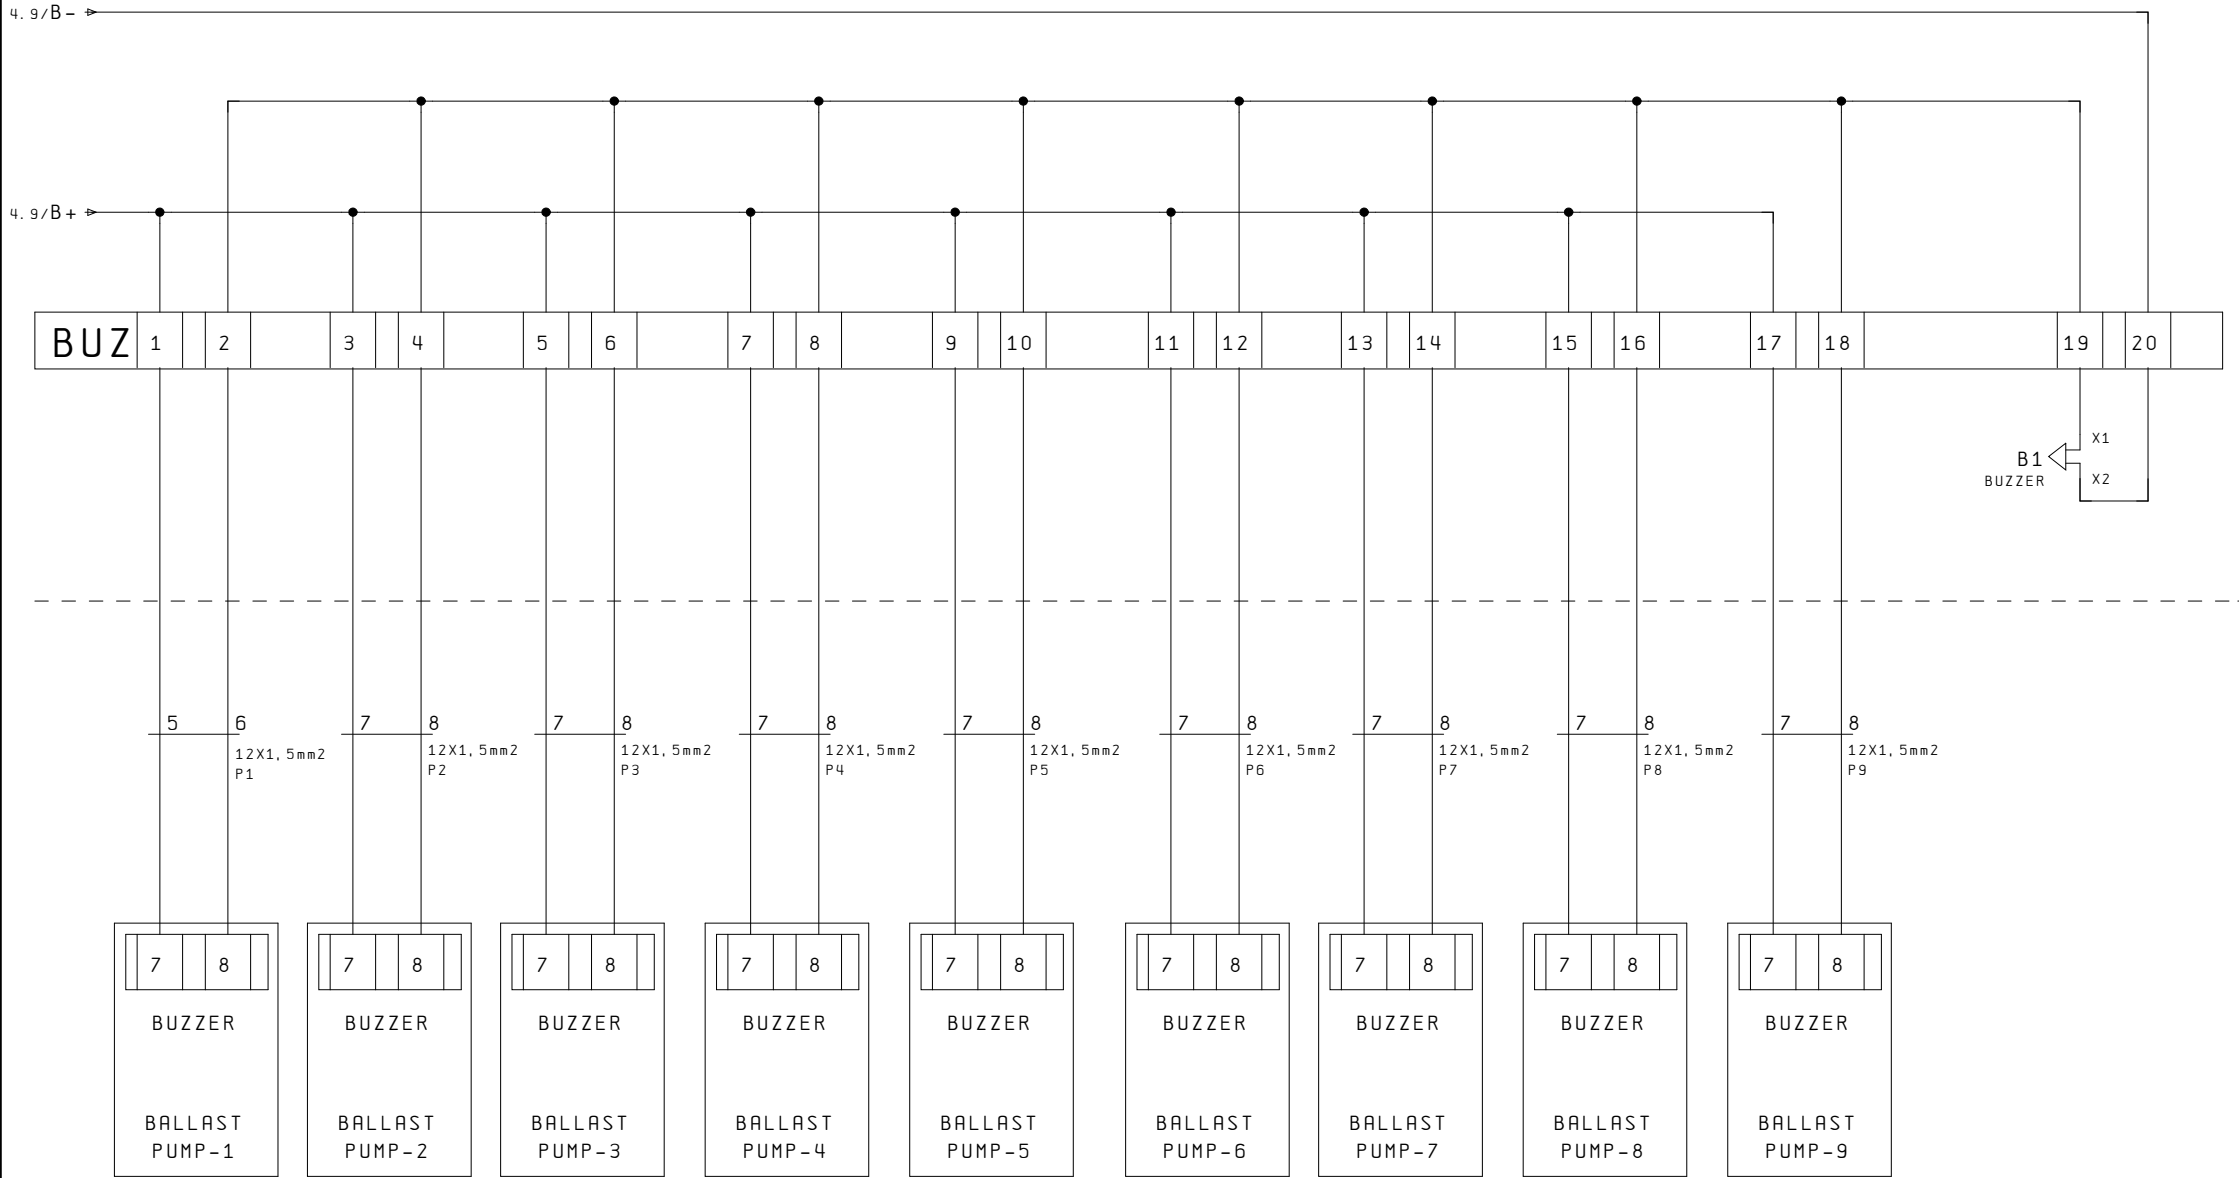 4.9/B-
4.9/B+
BUZ 1 2 3 4 5 6 7 8 9 10 11 12 13 14 15 16 17 18 19 20
X1
B1
BUZZER
X2
5 6 7 8 7 8 7 8 7 8 7 8 7 8 7 8 7 8
12X1,5mm2 12X1,5mm2 12X1,5mm2 12X1,5mm2 12X1,5mm2 12X1,5mm2 12X1,5mm2 12X1,5mm2 12X1,5mm2
P1 P2 P3 P4 P5 P6 P7 P8 P9
7 8 7 8 7 8 7 8 7 8 7 8 7 8 7 8 7 8
BUZZER BUZZER BUZZER BUZZER BUZZER BUZZER BUZZER BUZZER BUZZER
BALLAST BALLAST BALLAST BALLAST BALLAST BALLAST BALLAST BALLAST BALLAST
PUMP-1 PUMP-2 PUMP-3 PUMP-4 PUMP-5 PUMP-6 PUMP-7 PUMP-8 PUMP-9